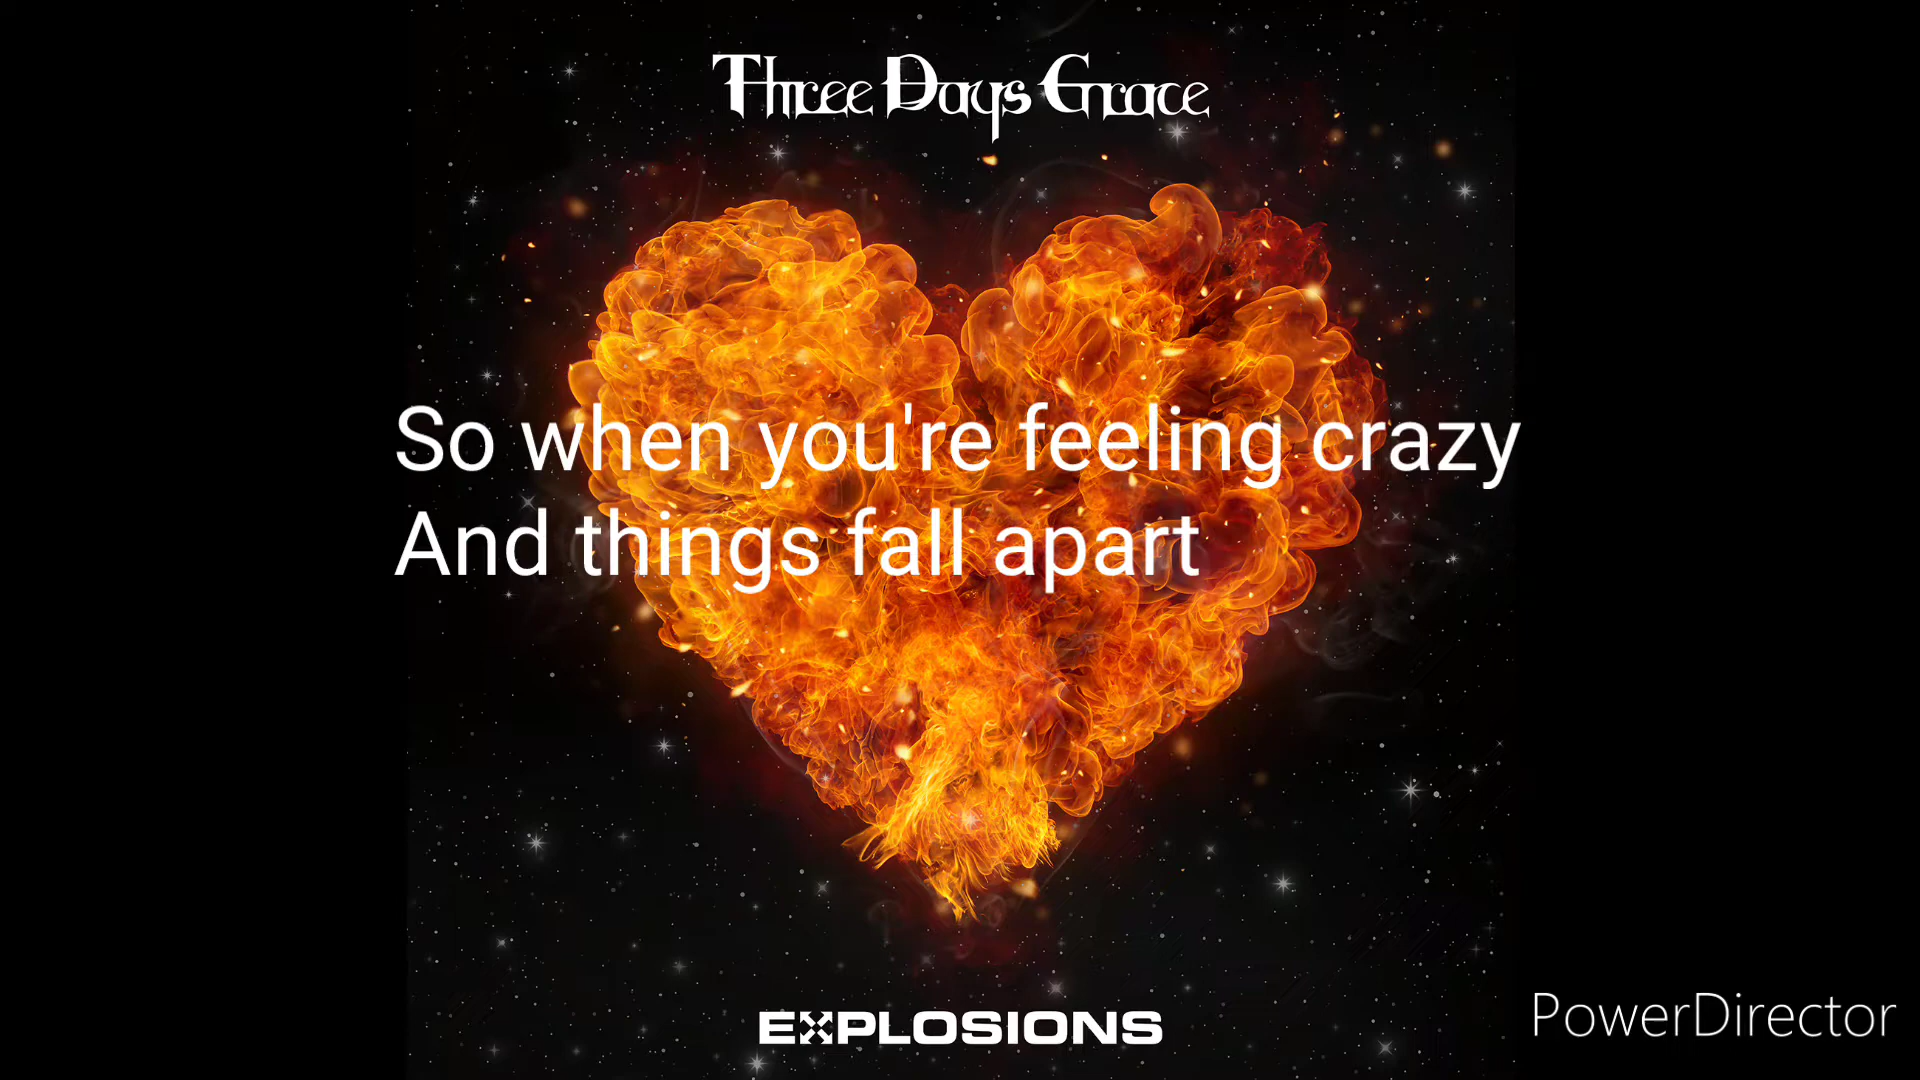 Three Days Grace
So when you're feeling crazy
And things fall apart
EXPLOSIONS
PowerDirector